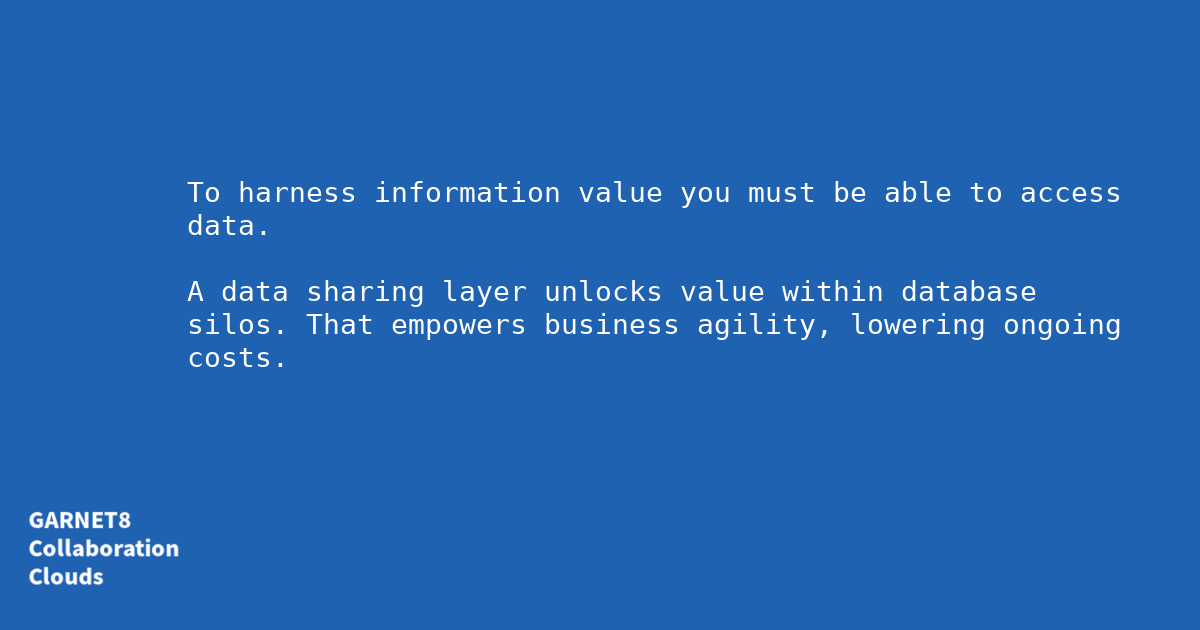 To harness information value you must be able to access
data.
A data sharing layer unlocks value within database
silos. That empowers business agility, lowering ongoing
costs.
GARNET8
Collaboration
Clouds